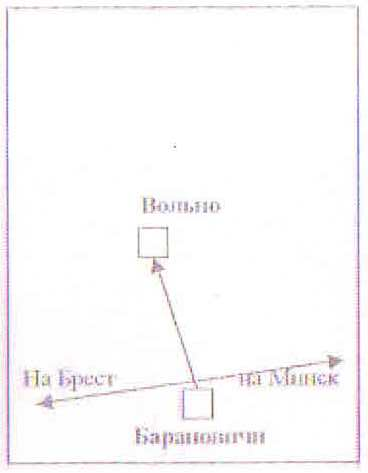 Вольно
На Брест
на Минск
Барановичи